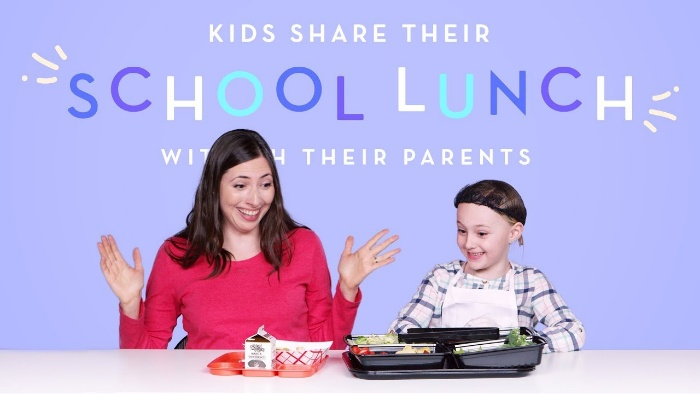 KIDS SHARE THEIR
SCHOOL LUNCH
WITH THEIR PARENTS